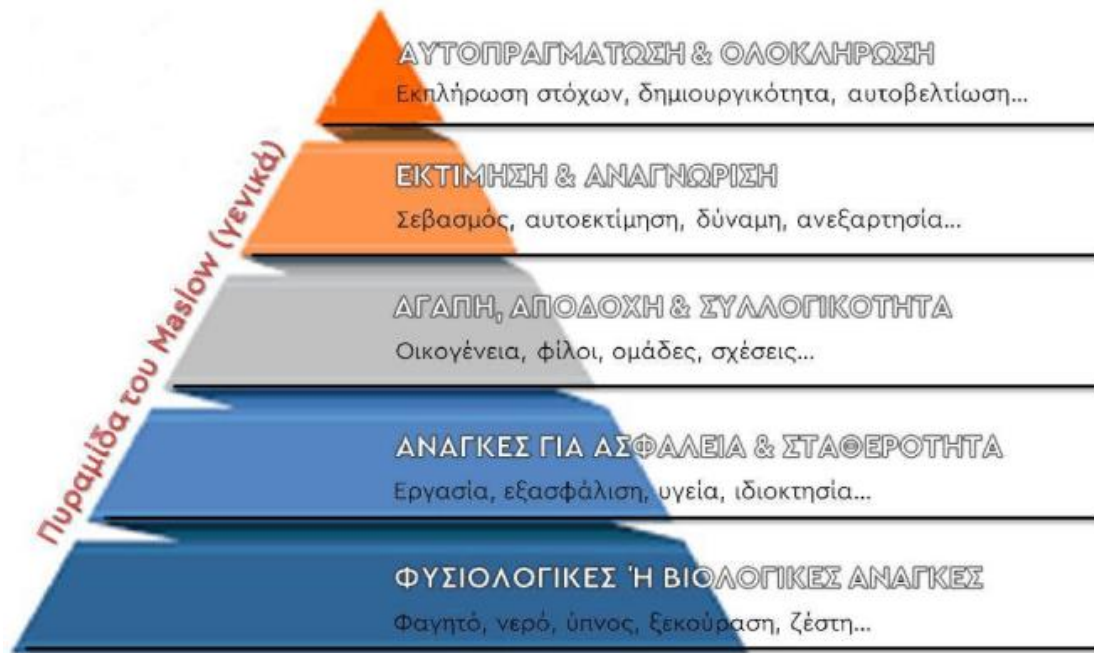 ΑΥΤΟΠΡΑΓΜΑΤΩΣΗ & ΟΛΟΚΛΗΡΩΣΗ
Εκπλήρωση στόχων, δημιουργικότητα, αυτοβελτίωση...
ΕΚΤΙΜΗΣΗ & ΑΝΑΓΝΩΡΙΣΗ
Σεβασμός, αυτοεκτίμηση, δύναμη, ανεξαρτησία...
ΑΓΑΠΗ, ΑΠΟΔΟΧΗ & ΣΥΛΛΟΓΙΚΟΤΗΤΑ
Οικογένεια, φίλοι, ομάδες, σχέσεις...
ΑΝΑΓΚΕΣ ΓΙΑ ΑΣΦΑΛΕΙΑ & ΣΤΑΘΕΡΟΤΗΤΑ
Εργασία, εξασφάλιση, υγεία, ιδιοκτησία...
ΦΥΣΙΟΛΟΓΙΚΕΣ Ή ΒΙΟΛΟΓΙΚΕΣ ΑΝΑΓΚΕΣ
Φαγητό, νερό, ύπνος, ξεκούραση, ζέστη...
Πυραμίδα του Maslow (γενικά)